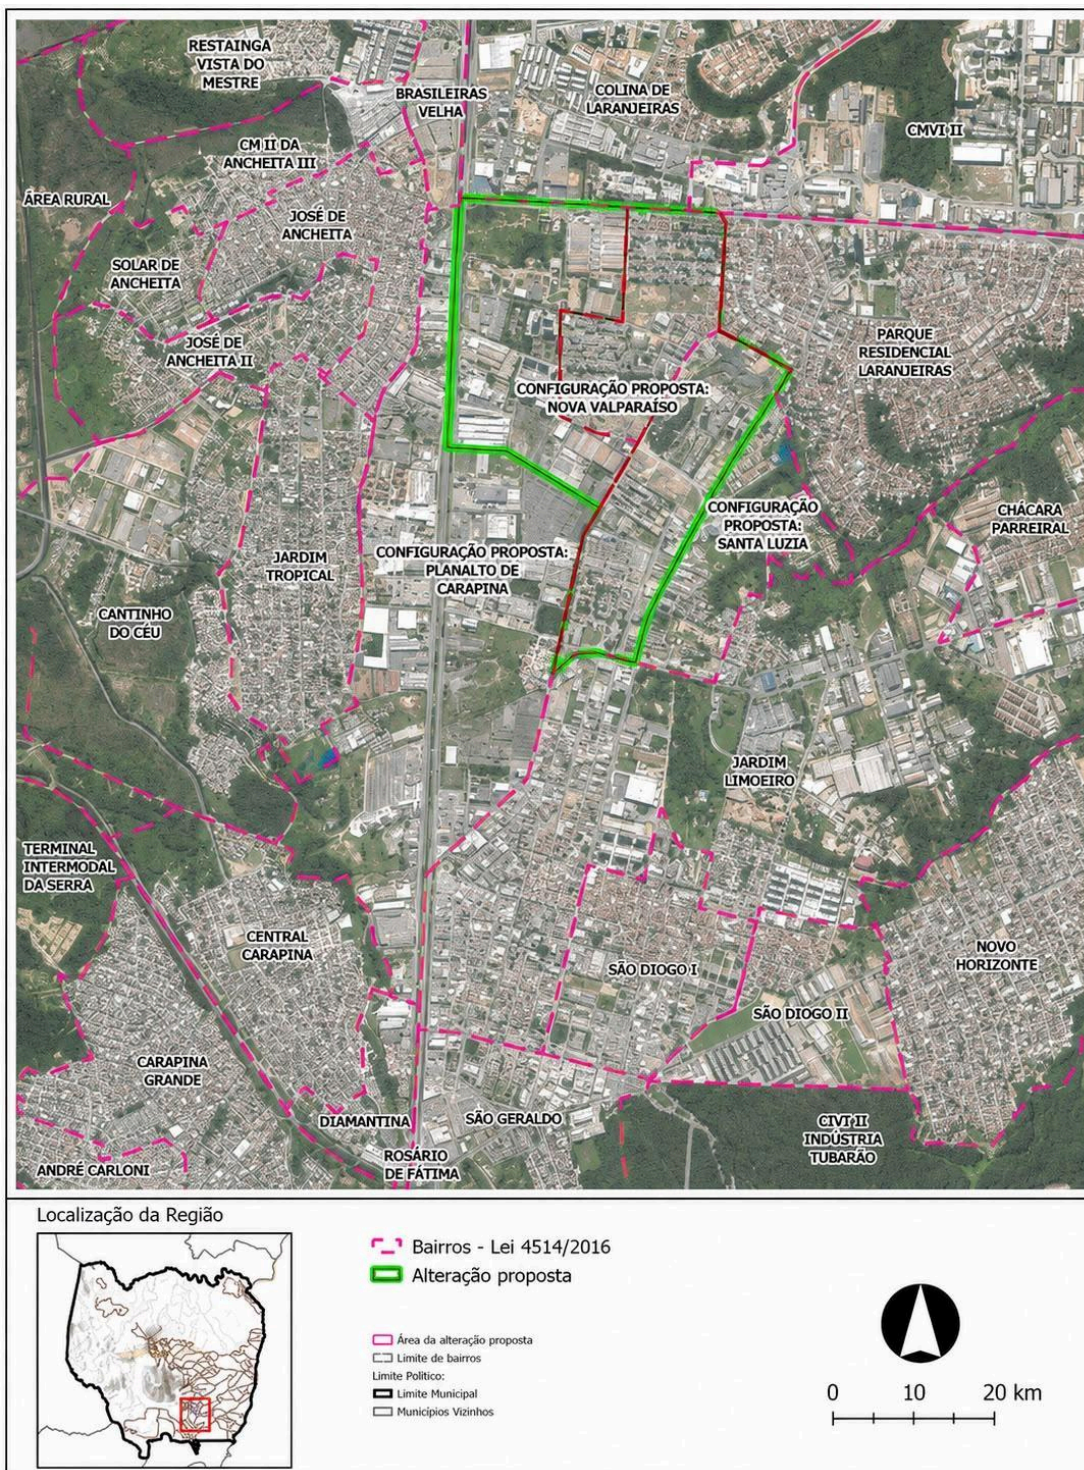 RESTAINGA
VISTA DO
MESTRE
BRASILEIRAS
VELHA
COLINA DE
LARANJEIRAS
CMVI II
CM IÍ DA
ANCHEITA III
ÁREA RURAL
JOSÉ DE
ANCHEITA
SOLAR DE
ANCHEITA
JOSÉ DE
ANCHEITA II
PARQUE
RESIDENCIAL
LARANJEIRAS
CONFIGURAÇÃO PROPOSTA:
NOVA VALPARAÍSO
CONFIGURAÇÃO
PROPOSTA:
SANTA LUZIA
CHÁCARA
PARREIRAL
JARDIM
TROPICAL
CONFIGURAÇÃO PROPOSTA:
PLANALTO DE
CARAPINA
CANTINHO
DO CÉU
JARDIM
LIMOEIRO
TERMINAL
INTERMODAL
DA SERRA
CENTRAL
CARAPINA
NOVO
HORIZONTE
SÃO DIOGO I
SÃO DIOGO II
CARAPINA
GRANDE
DIAMANTINA
SÃO GERALDO
CIVT II
INDÚSTRIA
TUBARÃO
ROSÁRIO
DE FÁTIMA
ANDRÉ CARLONI
Localização da Região
Bairros - Lei 4514/2016
Alteração proposta
Área da alteração proposta
Limite de bairros
Limite Politico:
Limite Municipal
Municípios Vizinhos
0 10 20 km